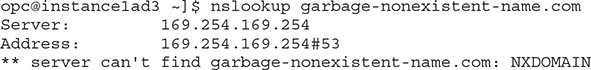 opc@instance1ad3 ~]$ nslookup garbage-nonexistent-name.com
Server: 169.254.169.254
Address: 169.254.169.254#53
** server can't find garbage-nonexistent-name.com: NXDOMAIN